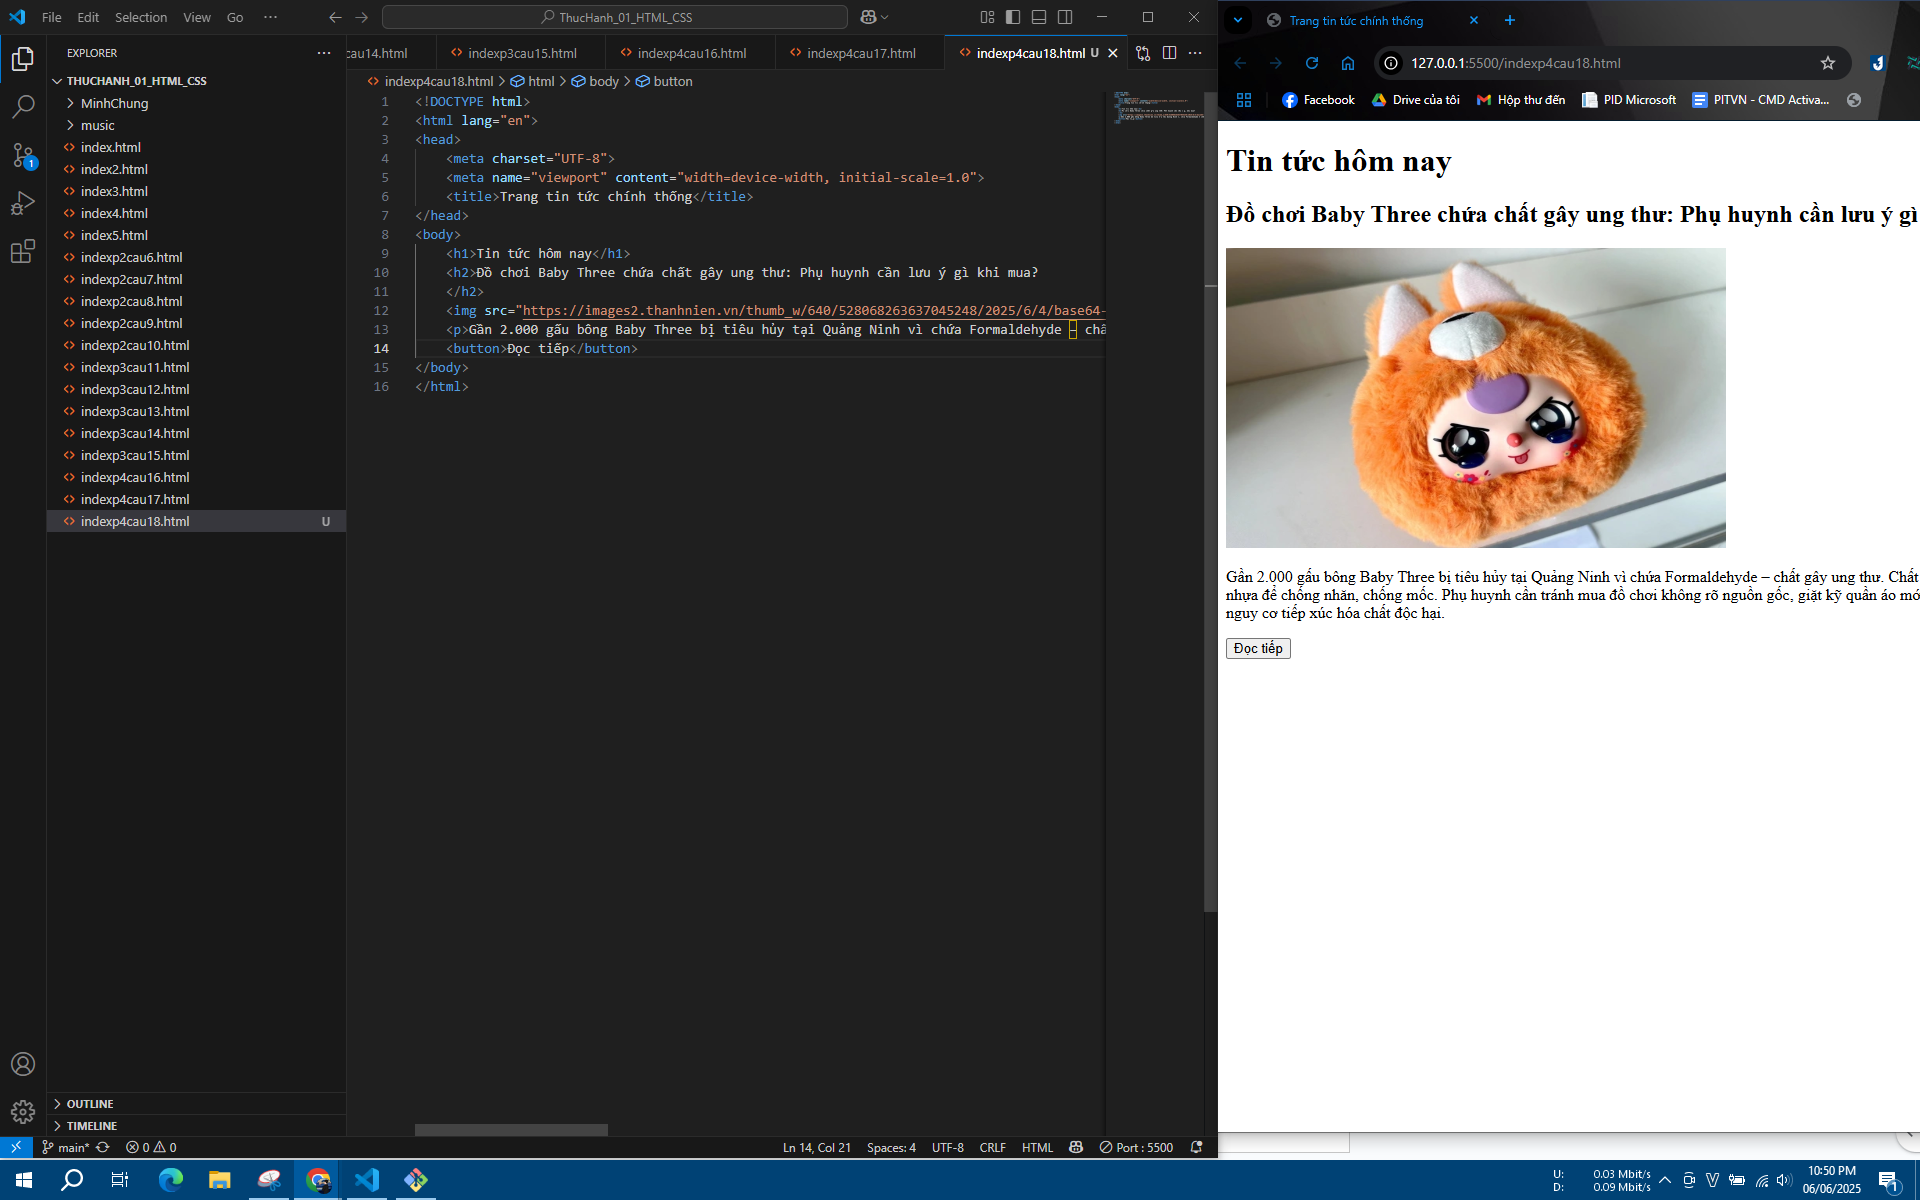 File Edit Selection View Go ···
ThucHanh_01_HTML_CSS
EXPLORER
THUCHANH_01_HTML_CSS
MinhChung
music
index.html
index2.html
index3.html
index4.html
index5.html
indexp2cau6.html
indexp2cau7.html
indexp2cau8.html
indexp2cau9.html
indexp2cau10.html
indexp3cau11.html
indexp3cau12.html
indexp3cau13.html
indexp3cau14.html
indexp3cau15.html
indexp4cau16.html
indexp4cau17.html
indexp4cau18.html U
OUTLINE
TIMELINE
cau14.html indexp3cau15.html indexp4cau16.html indexp4cau17.html indexp4cau18.html U
indexp4cau18.html > html > body > button
1 <!DOCTYPE html>
2 <html lang="en">
3 <head>
4 <meta charset="UTF-8">
5 <meta name="viewport" content="width=device-width, initial-scale=1.0">
6 <title>Trang tin tức chính thống</title>
7 </head>
8 <body>
9 <h1>Tin tức hôm nay</h1>
10 <h2>Đồ chơi Baby Three chứa chất gây ung thư: Phụ huynh cần lưu ý gì khi mua?
11 </h2>
12 <img src="https://images2.thanhnien.vn/thumb_w/640/528068263637045248/2025/6/4/base64-
13 <p>Gần 2.000 gấu bông Baby Three bị tiêu hủy tại Quảng Ninh vì chứa Formaldehyde – chấ
14 <button>Đọc tiếp</button>
15 </body>
16 </html>
main* 0 0
Ln 14, Col 21 Spaces: 4 UTF-8 CRLF HTML Port : 5500
Trang tin tức chính thống
127.0.0.1:5500/indexp4cau18.html
Facebook Drive của tôi Hộp thư đến PID Microsoft PITVN - CMD Activa...
Tin tức hôm nay
Đồ chơi Baby Three chứa chất gây ung thư: Phụ huynh cần lưu ý gì
Gần 2.000 gấu bông Baby Three bị tiêu hủy tại Quảng Ninh vì chứa Formaldehyde – chất gây ung thư. Chất
nhựa để chống nhăn, chống mốc. Phụ huynh cần tránh mua đồ chơi không rõ nguồn gốc, giặt kỹ quần áo mớ
nguy cơ tiếp xúc hóa chất độc hại.
Đọc tiếp
U: 0.03 Mbit/s
D: 0.09 Mbit/s
10:50 PM
06/06/2025
1
1